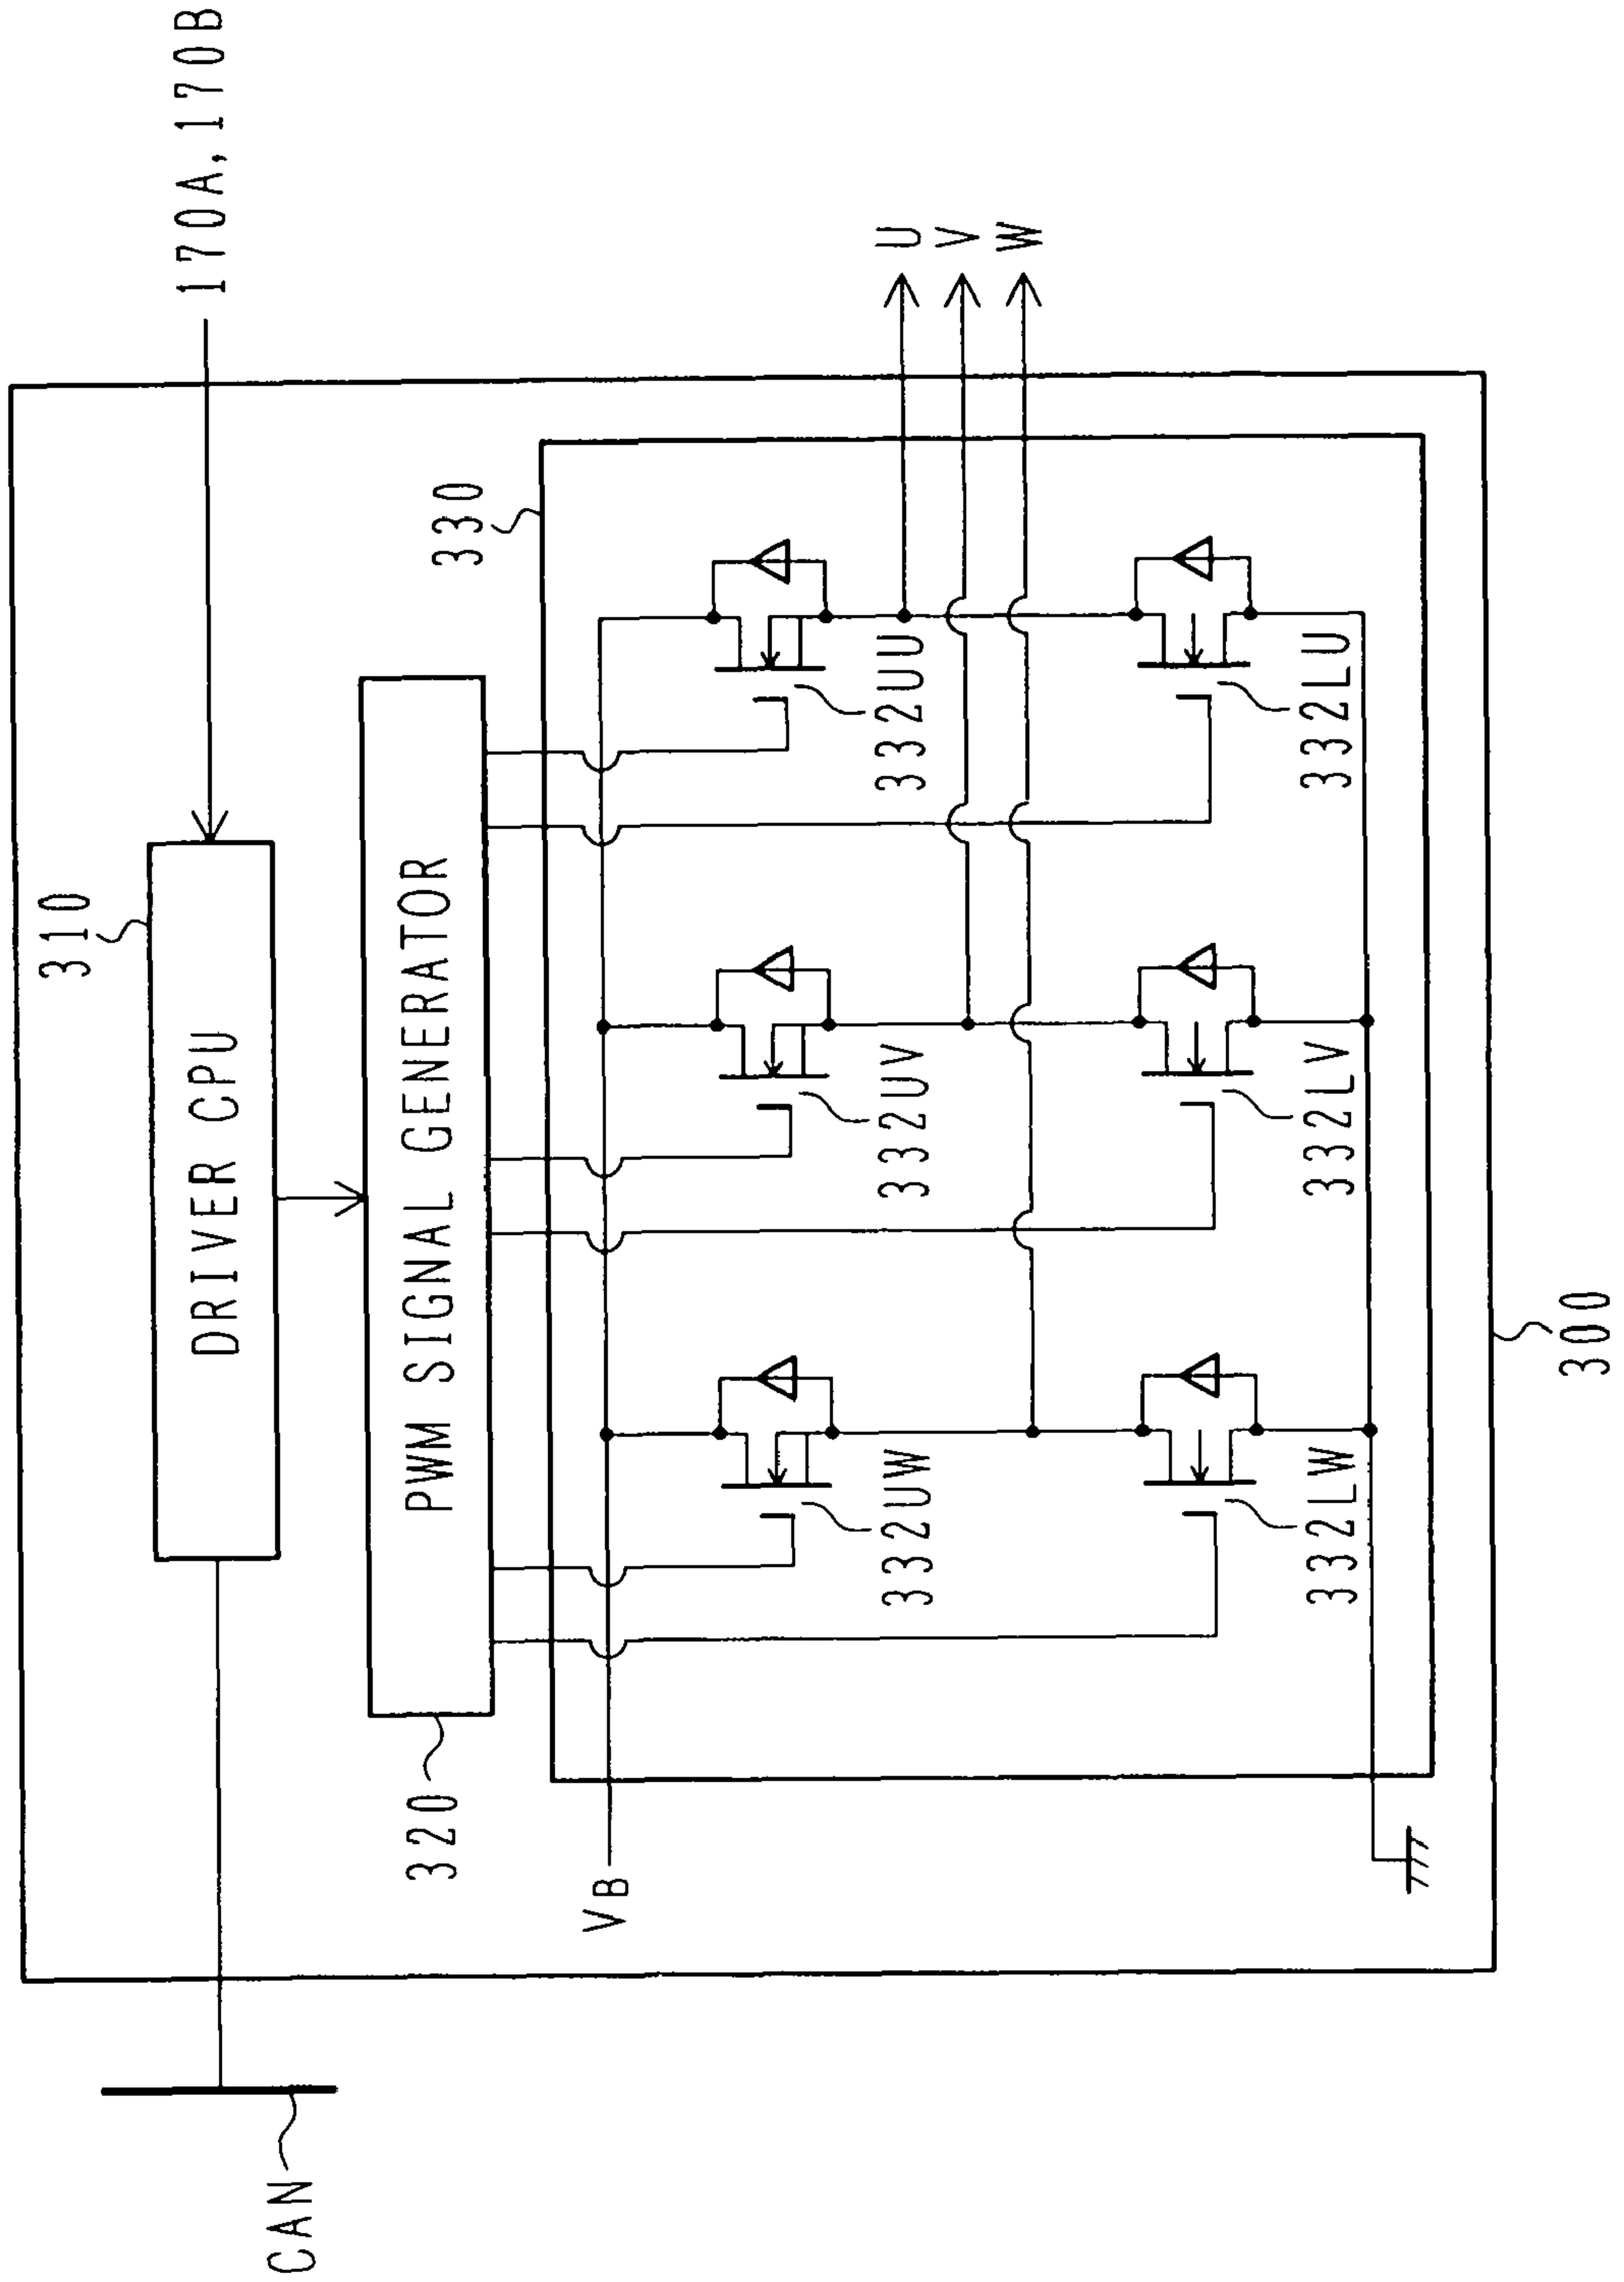 170A, 170B
310
DRIVER CPU
PWM SIGNAL GENERATOR
320
330
CAN
VB
U
V
W
332UW
332UV
332UU
332LW
332LV
332LU
300